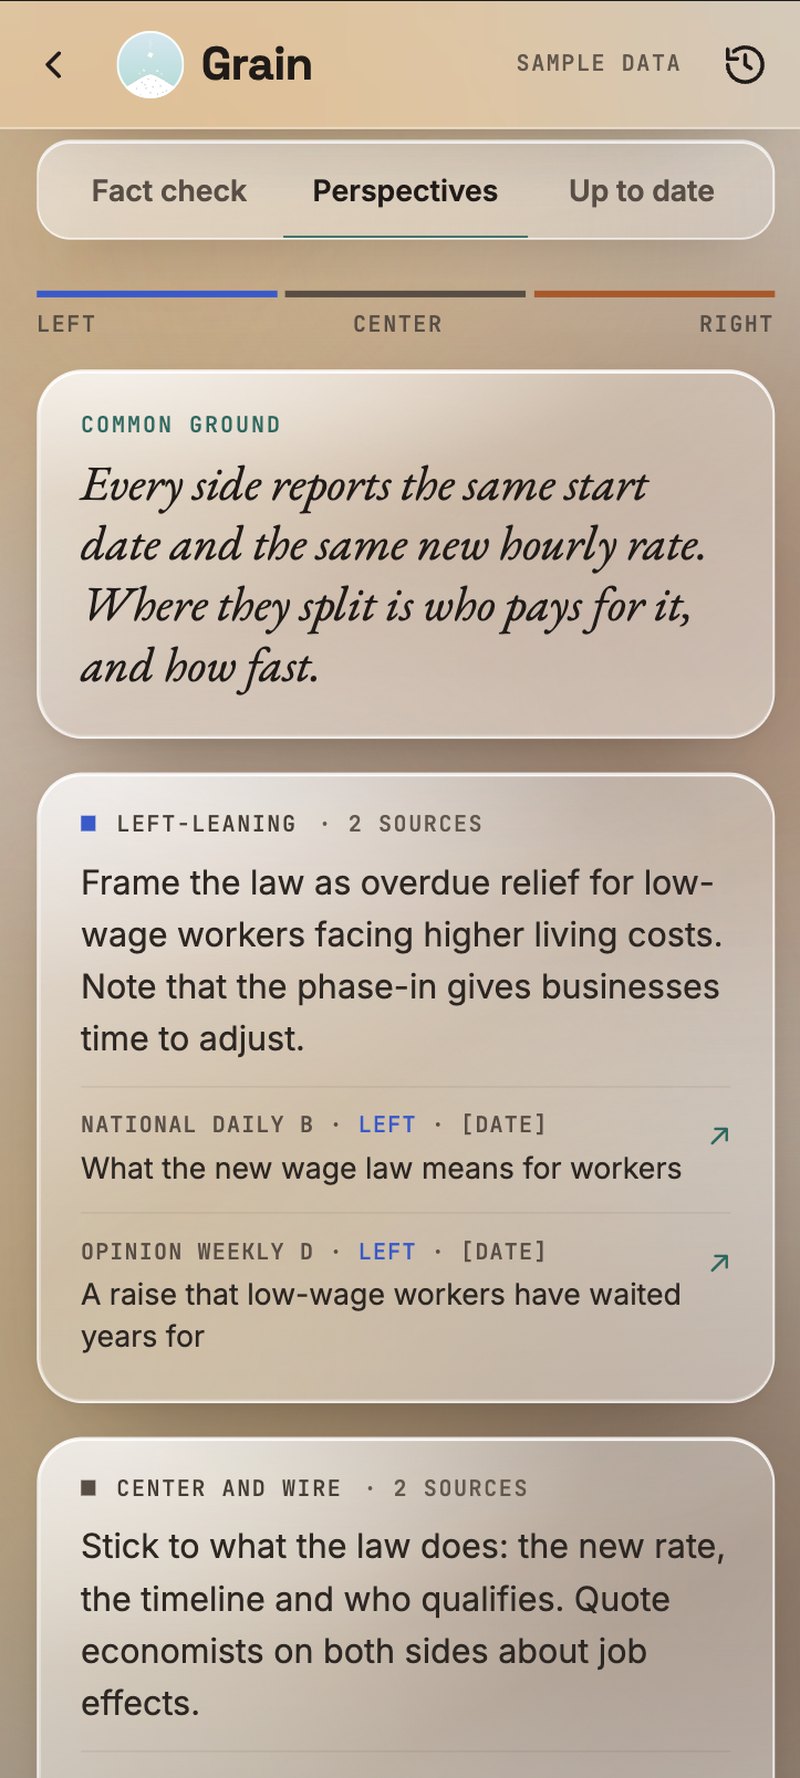 Grain
SAMPLE DATA
Fact check
Perspectives
Up to date
LEFT
CENTER
RIGHT
COMMON GROUND
Every side reports the same start
date and the same new hourly rate.
Where they split is who pays for it,
and how fast.
LEFT-LEANING · 2 SOURCES
Frame the law as overdue relief for low-
wage workers facing higher living costs.
Note that the phase-in gives businesses
time to adjust.
NATIONAL DAILY B · LEFT · [DATE]
What the new wage law means for workers
OPINION WEEKLY D · LEFT · [DATE]
A raise that low-wage workers have waited
years for
CENTER AND WIRE · 2 SOURCES
Stick to what the law does: the new rate,
the timeline and who qualifies. Quote
economists on both sides about job
effects.